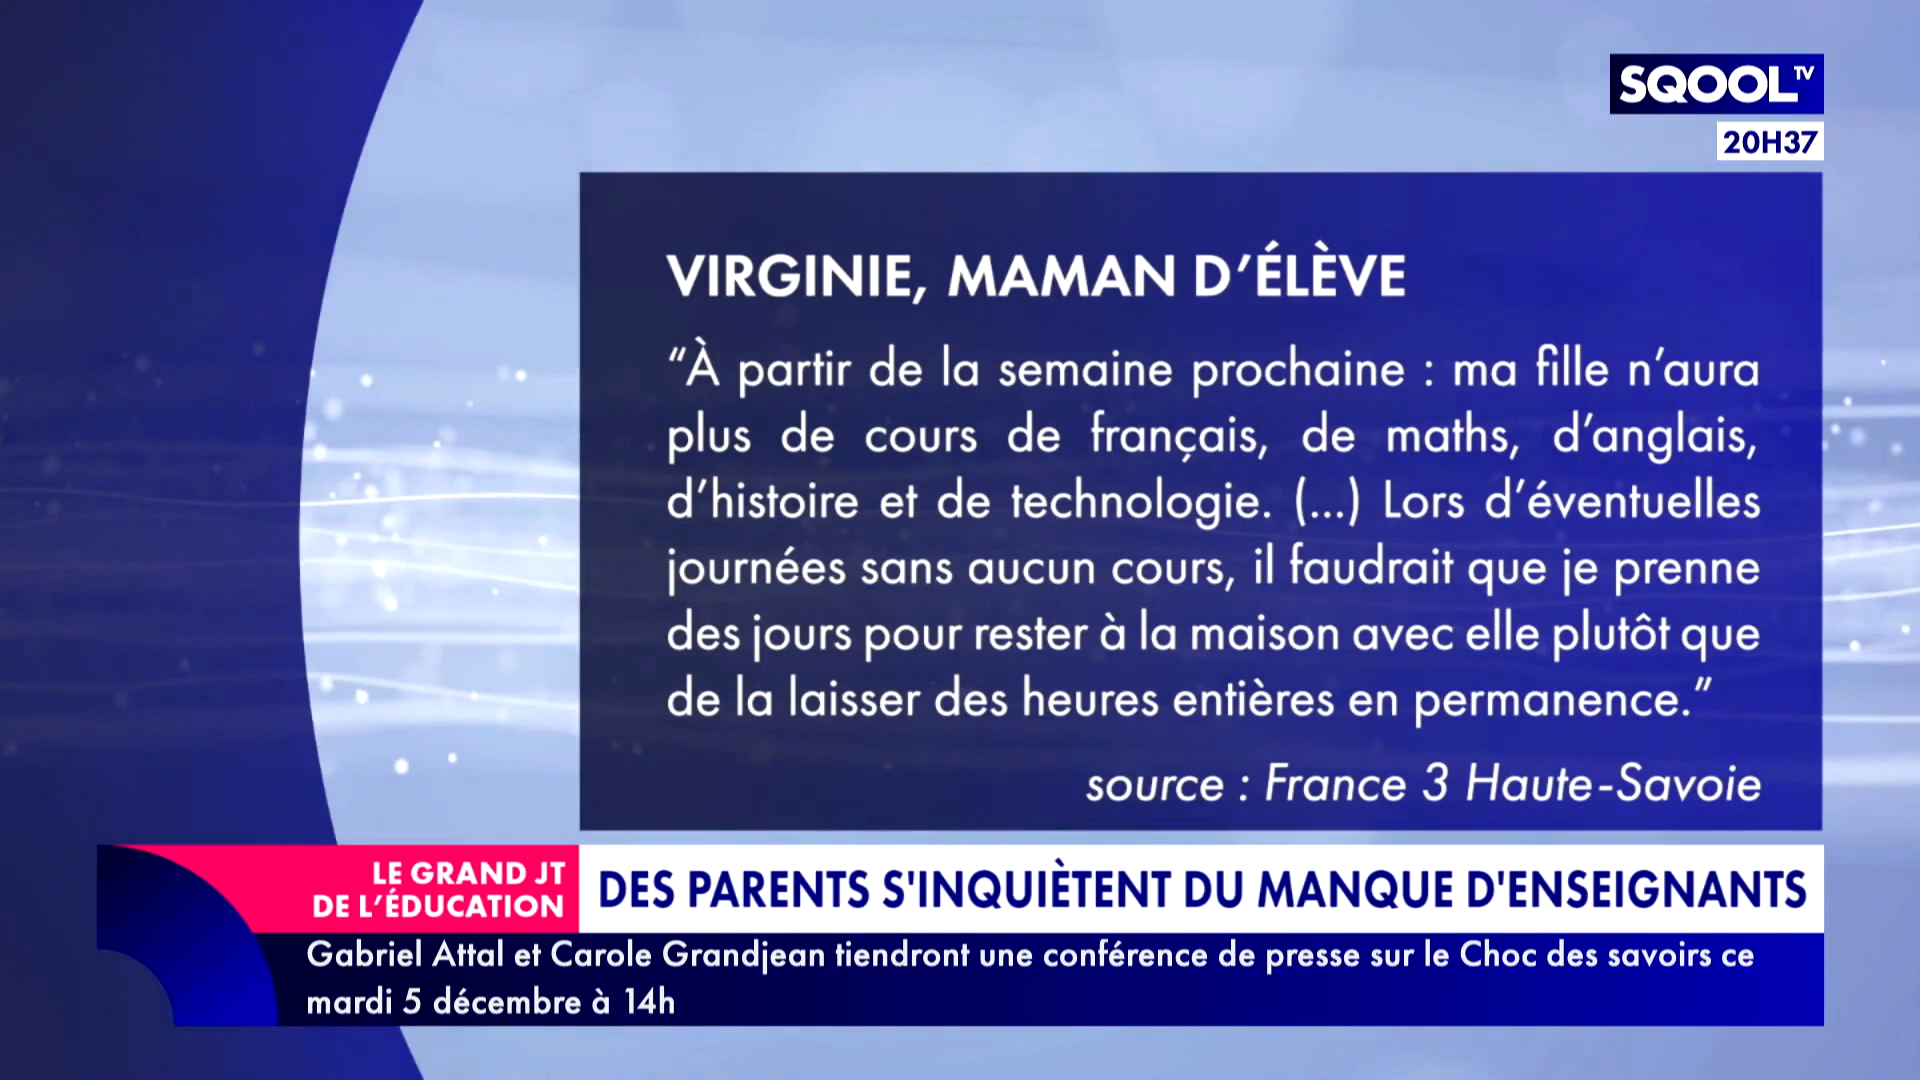 SQOOL TV
20H37
VIRGINIE, MAMAN D’ÉLÈVE
“À partir de la semaine prochaine : ma fille n’aura
plus de cours de français, de maths, d’anglais,
d’histoire et de technologie. (...) Lors d’éventuelles
journées sans aucun cours, il faudrait que je prenne
des jours pour rester à la maison avec elle plutôt que
de la laisser des heures entières en permanence.”
source : France 3 Haute-Savoie
LE GRAND JT
DE L’ÉDUCATION
DES PARENTS S'INQUIÈTENT DU MANQUE D'ENSEIGNANTS
Gabriel Attal et Carole Grandjean tiendront une conférence de presse sur le Choc des savoirs ce
mardi 5 décembre à 14h